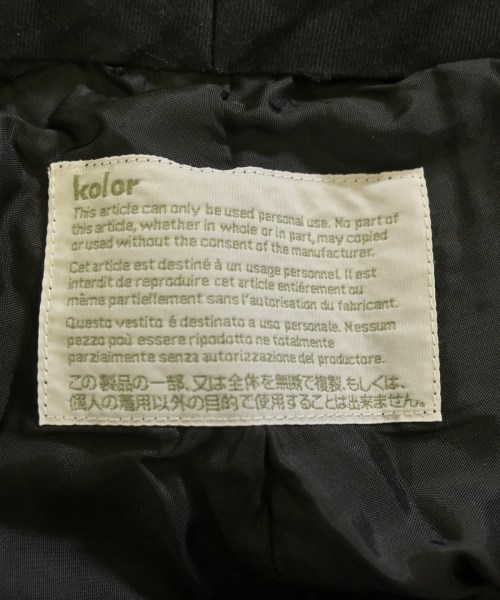 kolor
This article can only be used personal use. No part of
this article, whether in whole or in part, may copied
or used without the consent of the manufacturer.
Cet article est destiné à un usage personnel. Il est
interdit de reproduire cet article entiérement ou
même partiellement sans l'autorisation du fabricant.
Questo vestito é destinato a uso personale. Nessum
pezzo può essere ripodotto ne totalmente
parzialmente senza autorizzazione del produttore.
この製品の一部、又は全体を無断で複製、もしくは、
個人の着用以外の目的で使用することは出来ません。